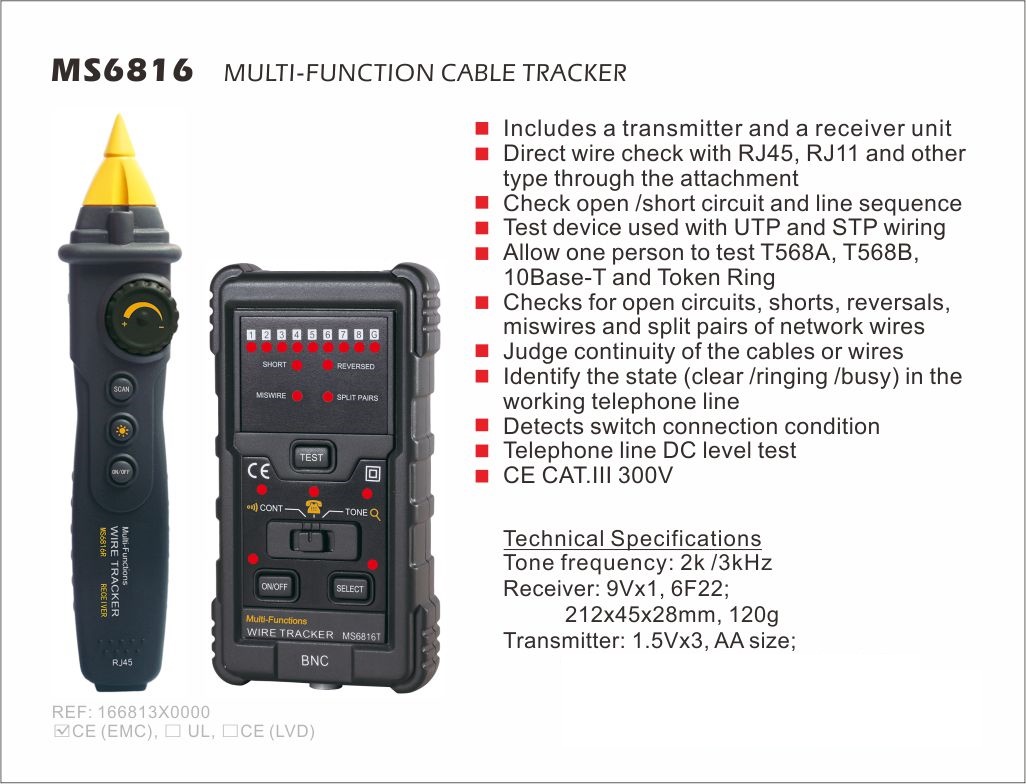 MS6816 MULTI-FUNCTION CABLE TRACKER
Includes a transmitter and a receiver unit
Direct wire check with RJ45, RJ11 and other
type through the attachment
Check open /short circuit and line sequence
Test device used with UTP and STP wiring
Allow one person to test T568A, T568B,
10Base-T and Token Ring
Checks for open circuits, shorts, reversals,
miswires and split pairs of network wires
Judge continuity of the cables or wires
Identify the state (clear /ringing /busy) in the
working telephone line
Detects switch connection condition
Telephone line DC level test
CE CAT.III 300V
Technical Specifications
Tone frequency: 2k /3kHz
Receiver: 9Vx1, 6F22;
212x45x28mm, 120g
Transmitter: 1.5Vx3, AA size;
+ −
SCAN
ON/OFF
Multi-Functions
WIRE TRACKER
MS6816R RECEIVER
RJ45
1 2 3 4 5 6 7 8 G
SHORT REVERSED
MISWIRE SPLIT PAIRS
TEST
CE
CONT TONE
ON/OFF SELECT
Multi-Functions
WIRE TRACKER MS6816T
BNC
REF: 166813X0000
☑CE (EMC), ☐ UL, ☐CE (LVD)